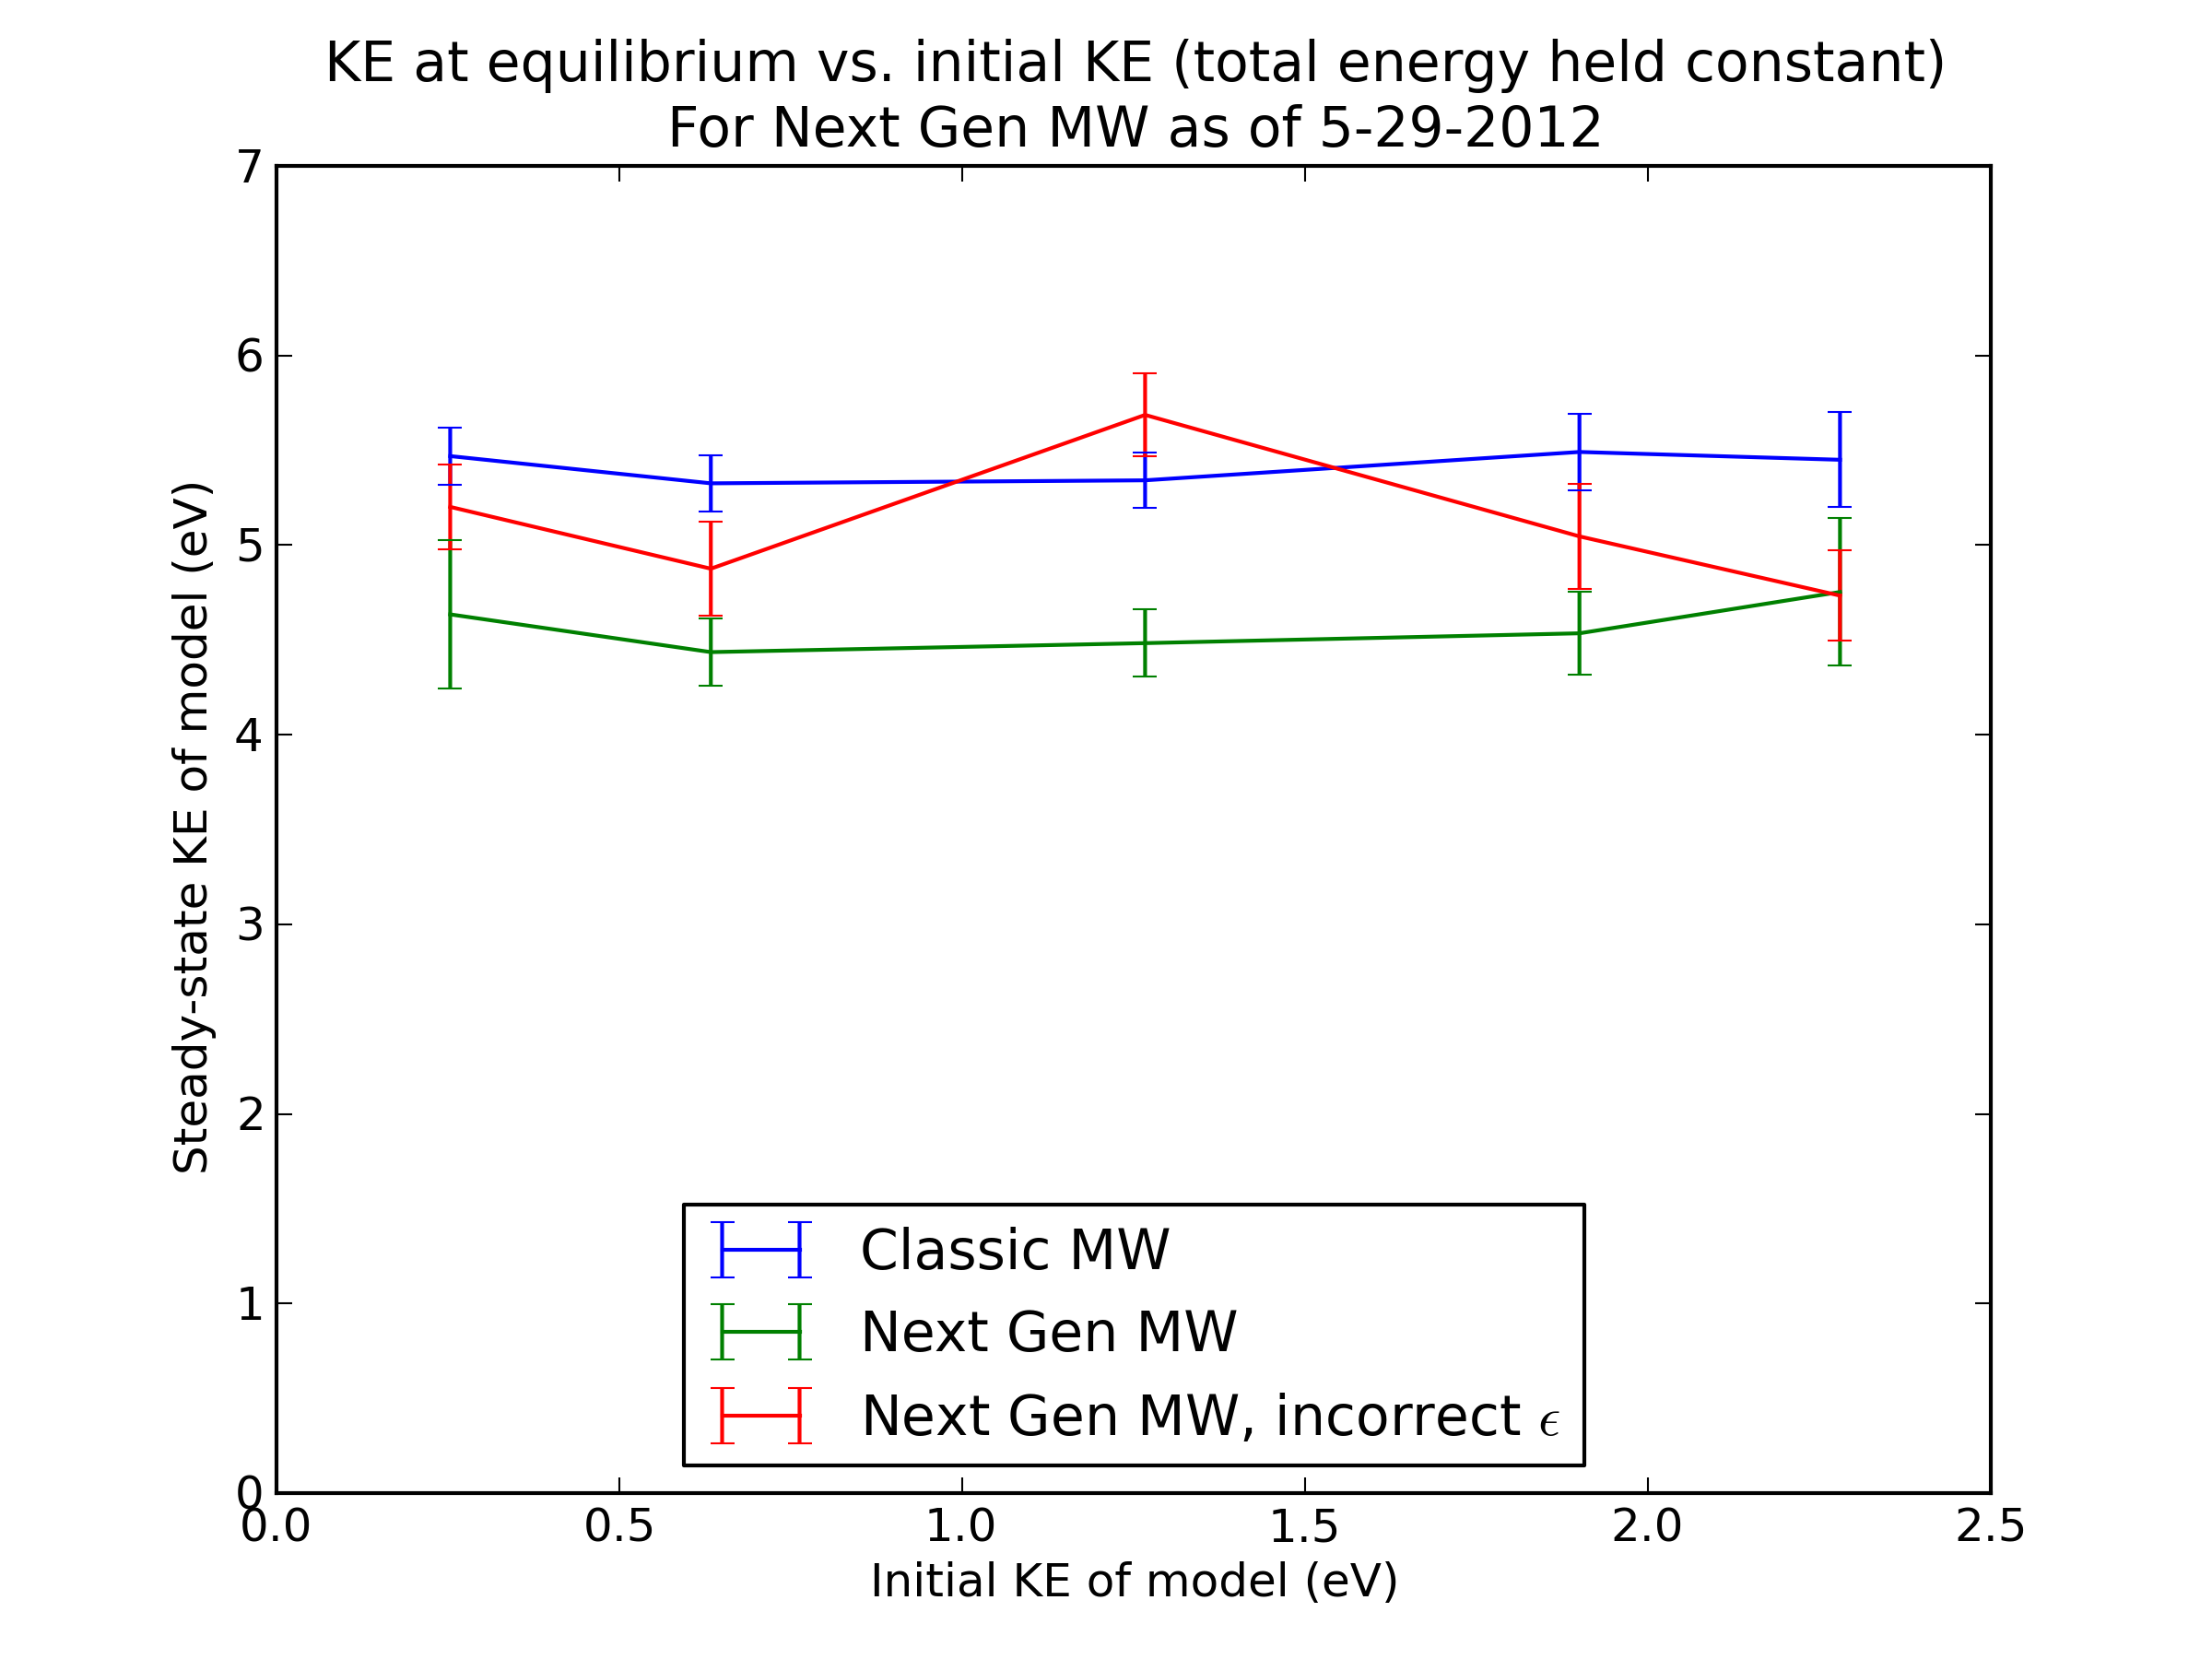 KE at equilibrium vs. initial KE (total energy held constant)
For Next Gen MW as of 5-29-2012
7
6
5
4
3
2
1
0
Steady-state KE of model (eV)
Classic MW
Next Gen MW
Next Gen MW, incorrect ϵ
0.0 0.5 1.0 1.5 2.0 2.5
Initial KE of model (eV)